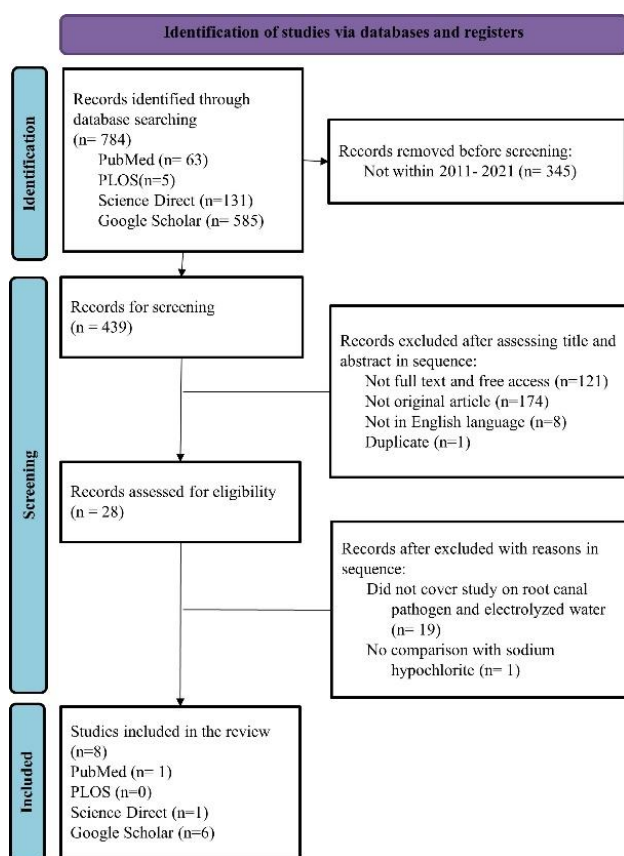 Identification of studies via databases and registers
Identification
Records identified through
database searching
(n= 784)
PubMed (n= 63)
PLOS(n=5)
Science Direct (n=131)
Google Scholar (n= 585)
Records removed before screening:
Not within 2011- 2021 (n= 345)
Screening
Records for screening
(n = 439)
Records excluded after assessing title and
abstract in sequence:
Not full text and free access (n=121)
Not original article (n=174)
Not in English language (n=8)
Duplicate (n=1)
Records assessed for eligibility
(n = 28)
Records after excluded with reasons in
sequence:
Did not cover study on root canal
pathogen and electrolyzed water
(n= 19)
No comparison with sodium
hypochlorite (n= 1)
Included
Studies included in the review
(n=8)
PubMed (n= 1)
PLOS (n=0)
Science Direct (n=1)
Google Scholar (n=6)